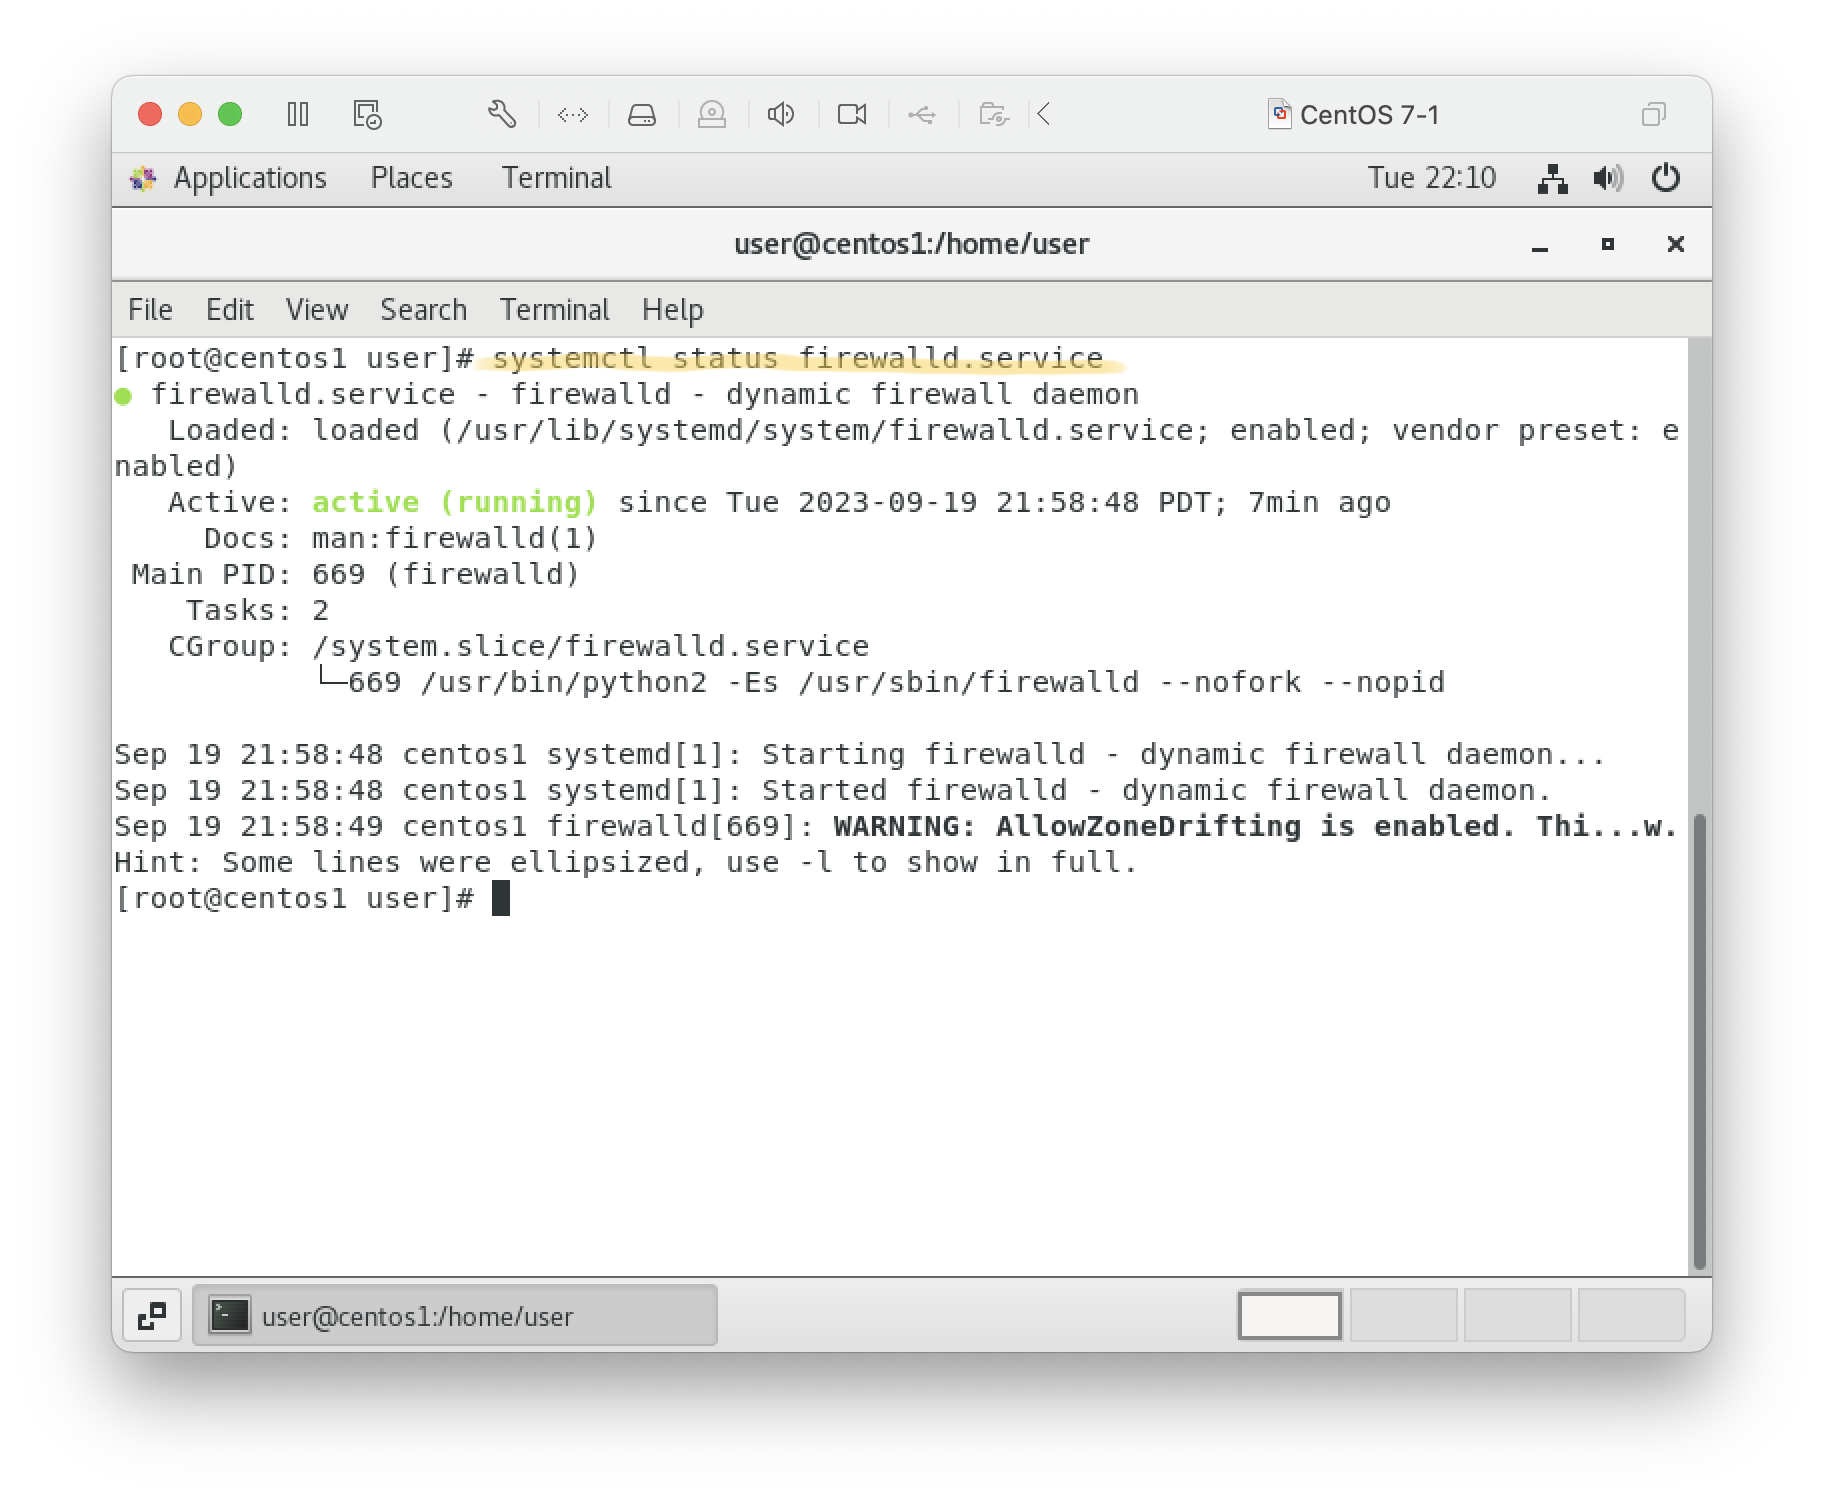 CentOS 7-1
Applications Places Terminal Tue 22:10
user@centos1:/home/user
File Edit View Search Terminal Help
[root@centos1 user]# systemctl status firewalld.service
● firewalld.service - firewalld - dynamic firewall daemon
   Loaded: loaded (/usr/lib/systemd/system/firewalld.service; enabled; vendor preset: e
nabled)
   Active: active (running) since Tue 2023-09-19 21:58:48 PDT; 7min ago
     Docs: man:firewalld(1)
 Main PID: 669 (firewalld)
    Tasks: 2
   CGroup: /system.slice/firewalld.service
           └─669 /usr/bin/python2 -Es /usr/sbin/firewalld --nofork --nopid
Sep 19 21:58:48 centos1 systemd[1]: Starting firewalld - dynamic firewall daemon...
Sep 19 21:58:48 centos1 systemd[1]: Started firewalld - dynamic firewall daemon.
Sep 19 21:58:49 centos1 firewalld[669]: WARNING: AllowZoneDrifting is enabled. Thi...w.
Hint: Some lines were ellipsized, use -l to show in full.
[root@centos1 user]#
user@centos1:/home/user